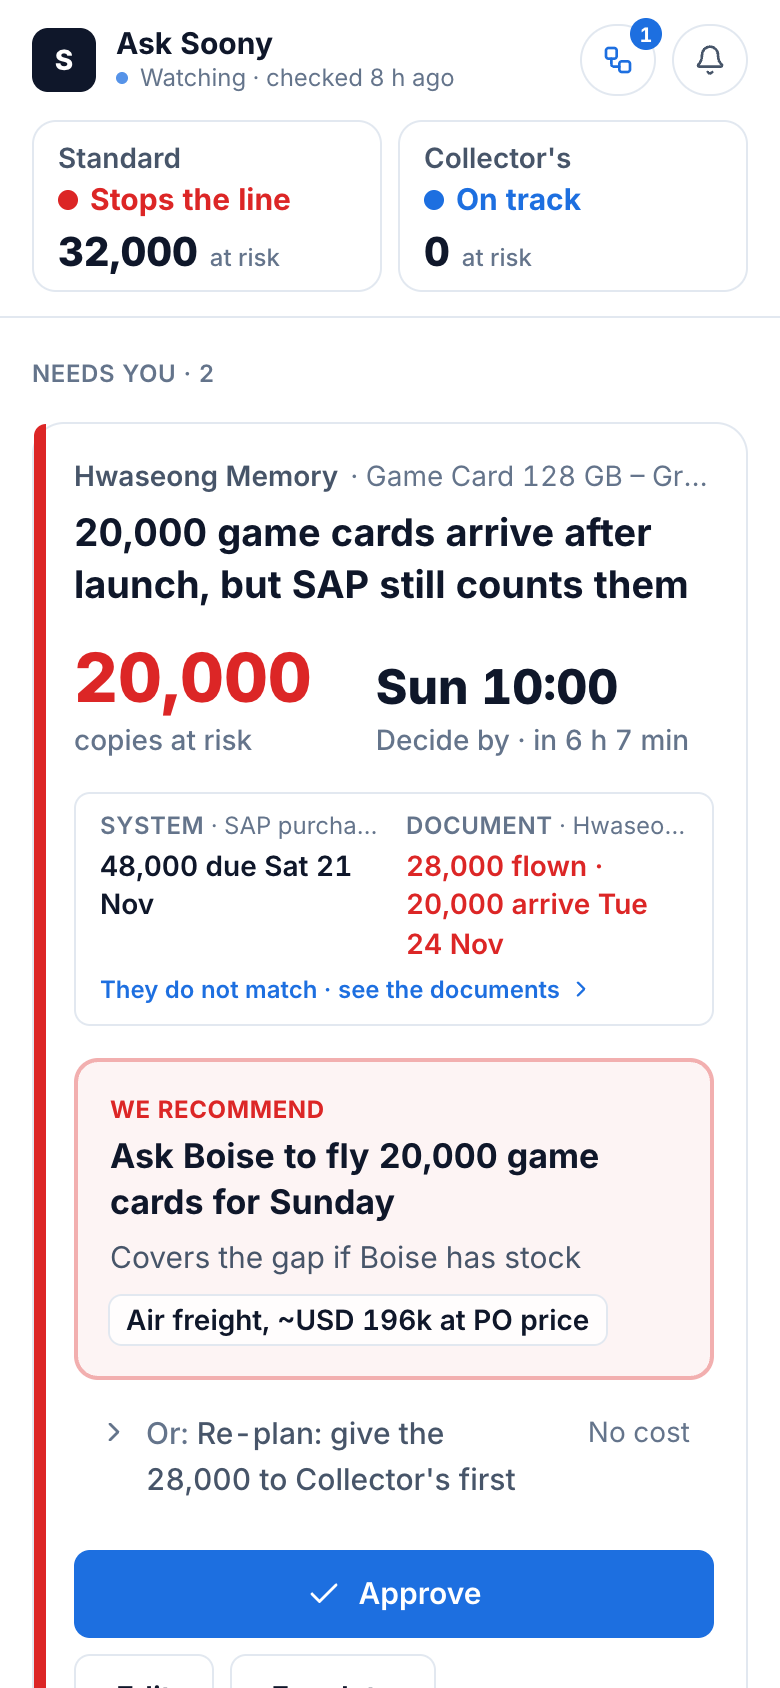 S
Ask Soony
Watching · checked 8 h ago
1
Standard
Stops the line
32,000 at risk
Collector's
On track
0 at risk
NEEDS YOU · 2
Hwaseong Memory · Game Card 128 GB – Gr...
20,000 game cards arrive after
launch, but SAP still counts them
20,000
copies at risk
Sun 10:00
Decide by · in 6 h 7 min
SYSTEM · SAP purcha...
48,000 due Sat 21
Nov
DOCUMENT · Hwaseo...
28,000 flown ·
20,000 arrive Tue
24 Nov
They do not match · see the documents
WE RECOMMEND
Ask Boise to fly 20,000 game
cards for Sunday
Covers the gap if Boise has stock
Air freight, ~USD 196k at PO price
Or: Re-plan: give the
28,000 to Collector's first
No cost
Approve